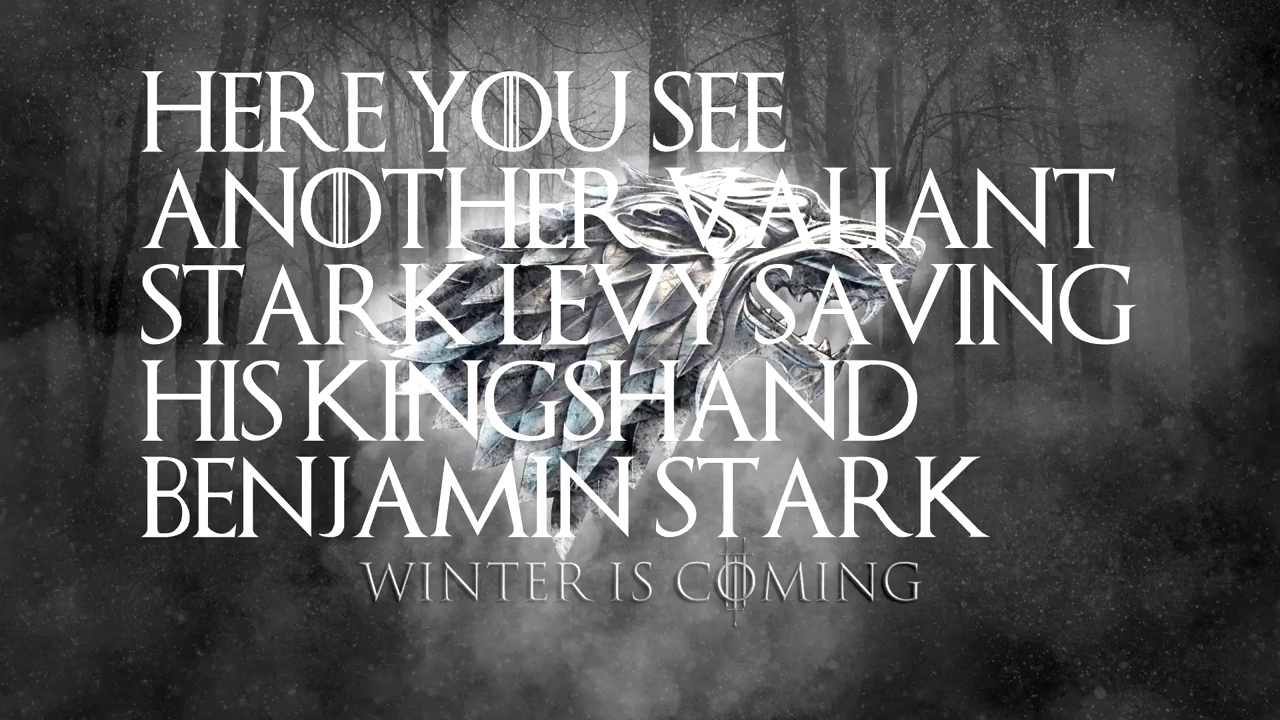 HERE YOU SEE
ANOTHER VALIANT
STARK LEVY SAVING
HIS KINGSHAND
BENJAMIN STARK
WINTER IS COMING